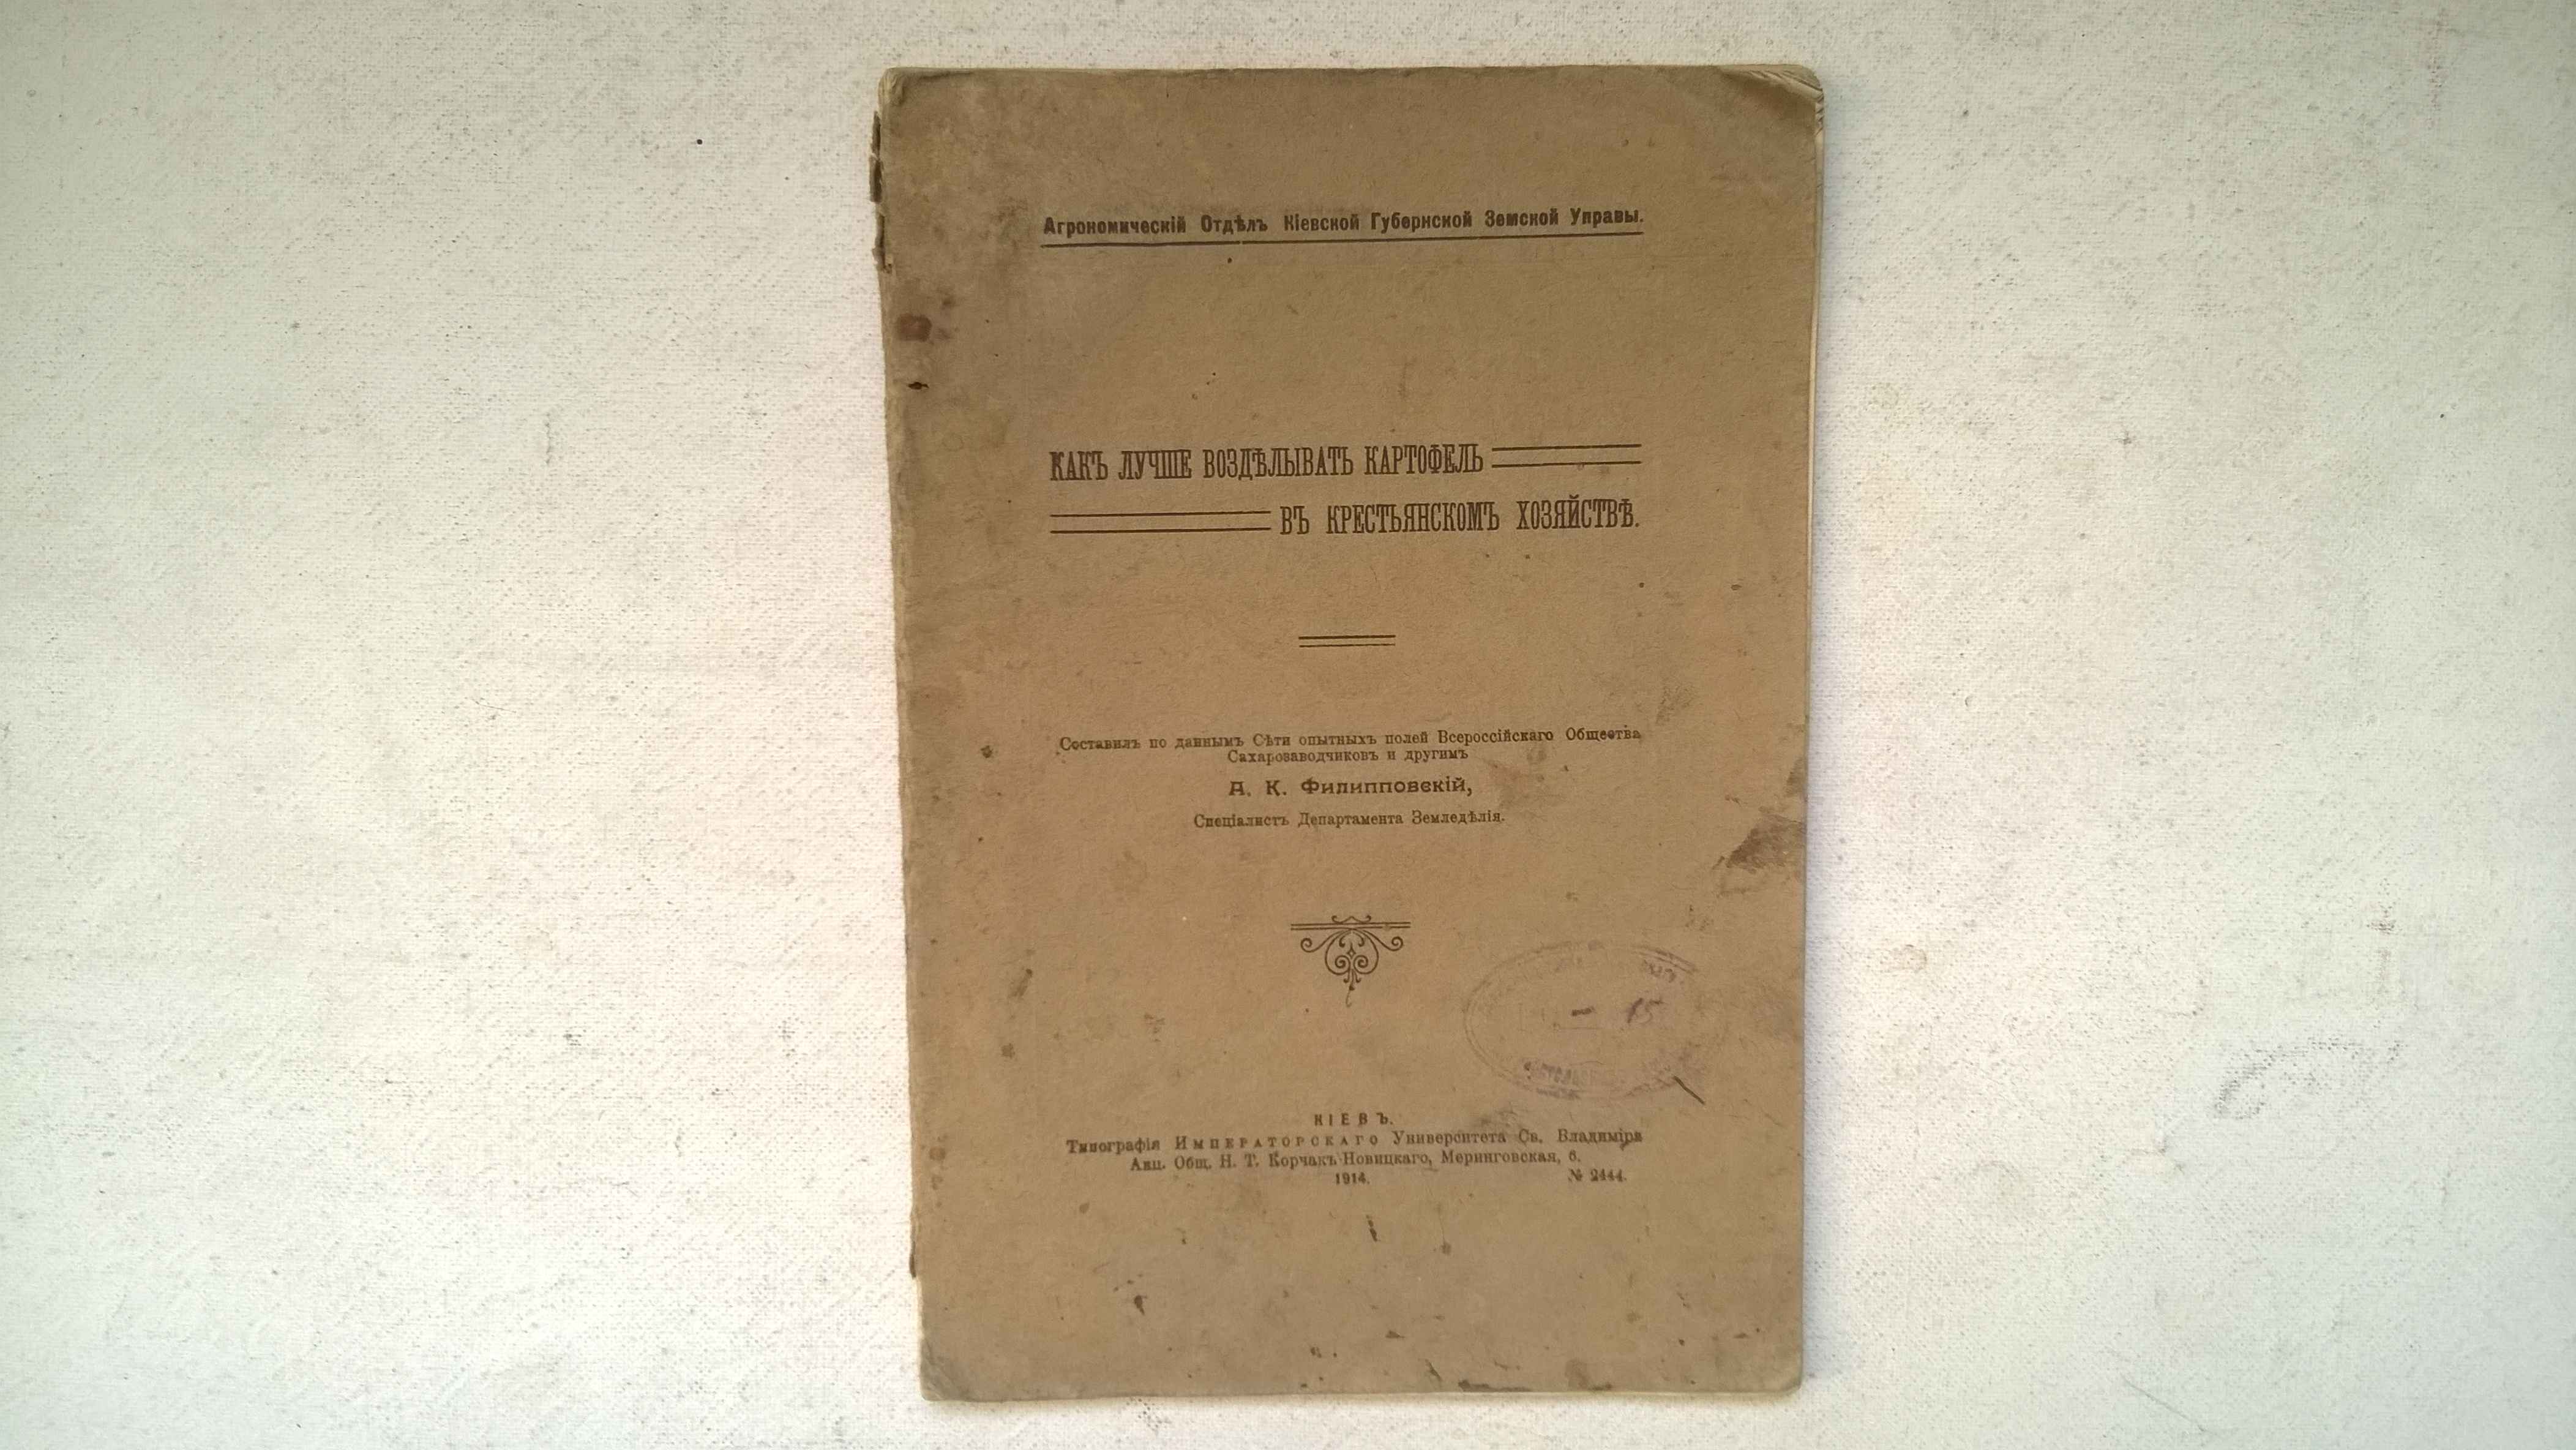 Агрономическій Отдѣлъ Кіевской Губернской Земской Управы.
КАКЪ ЛУЧШЕ ВОЗДѢЛЫВАТЬ КАРТОФЕЛЬ
ВЪ КРЕСТЬЯНСКОМЪ ХОЗЯЙСТВѢ.
Составилъ по даннымъ Сѣти опытныхъ полей Всероссійскаго Общества
Сахарозаводчиковъ и другимъ
А. К. Филипповскій,
Спеціалистъ Департамента Земледѣлія.
15
КІЕВЪ.
Типографія ИМПЕРАТОРСКАГО Университета Св. Владиміра
Акц. Общ. Н. Т. Корчакъ-Новицкаго, Меринговская, 6.
1914. № 2444.